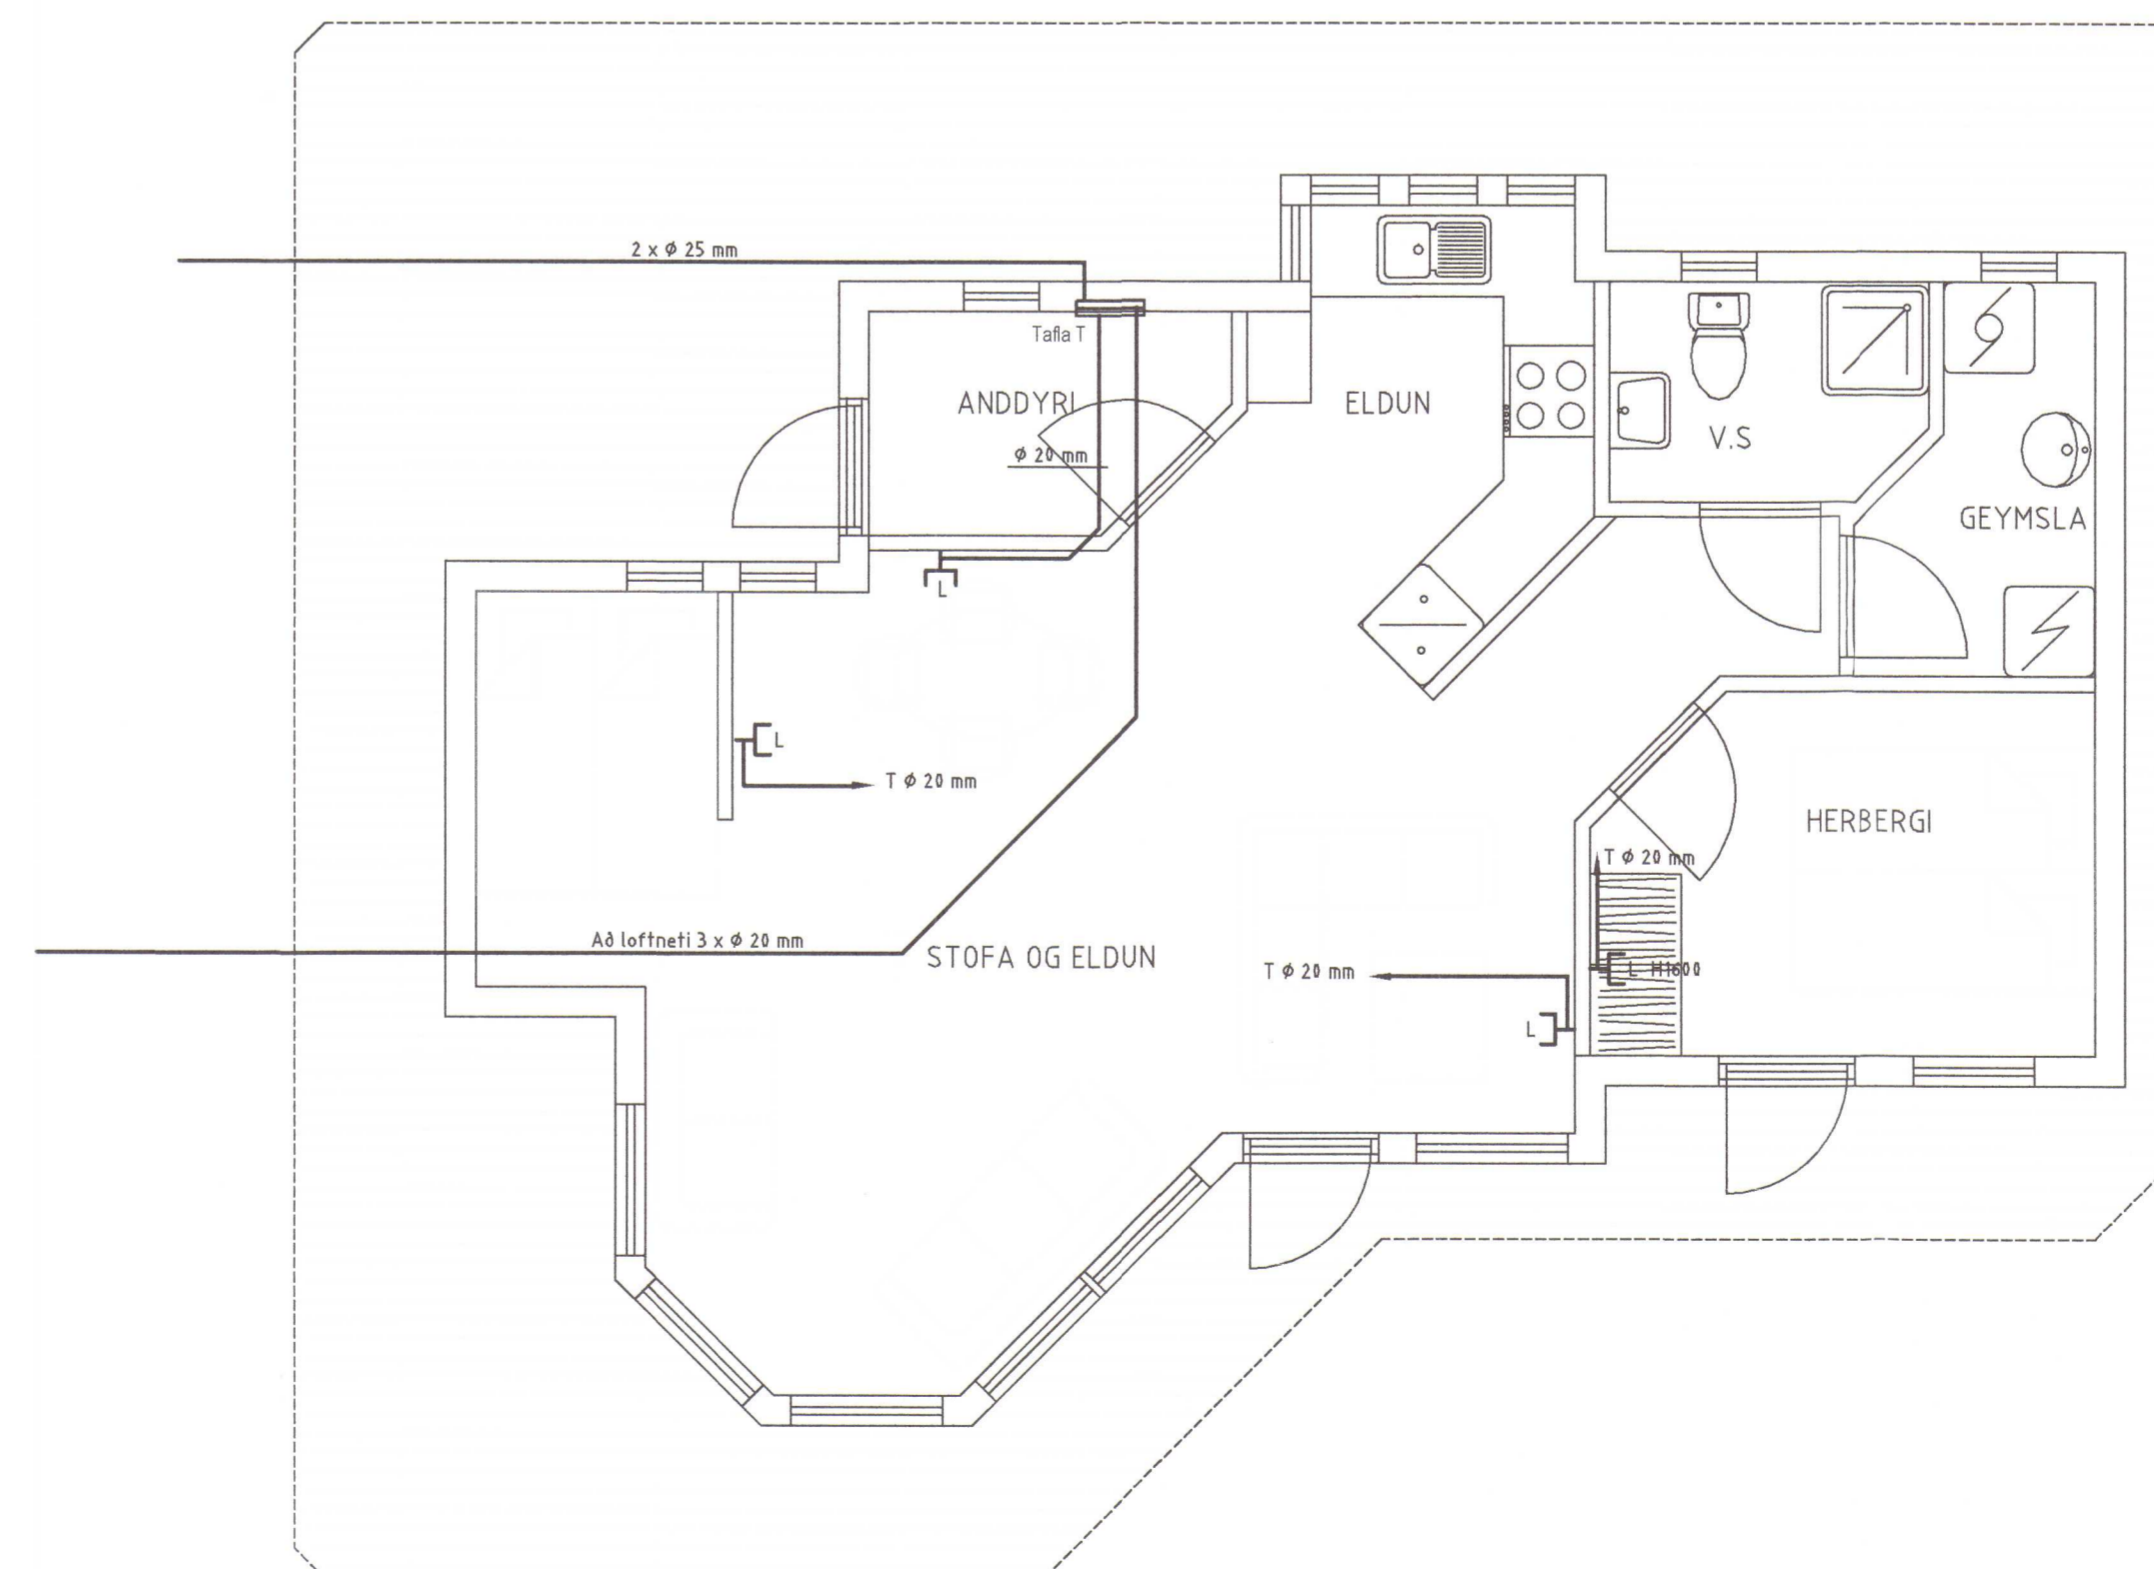 2 x Ø 25 mm
Tafla T
ANDDYRI
ELDUN
V.S
Ø 20 mm
GEYMSLA
L
L
T Ø 20 mm
HERBERGI
T Ø 20 mm
Að loftneti 3 x Ø 20 mm
STOFA OG ELDUN
T Ø 20 mm
L H1600
L